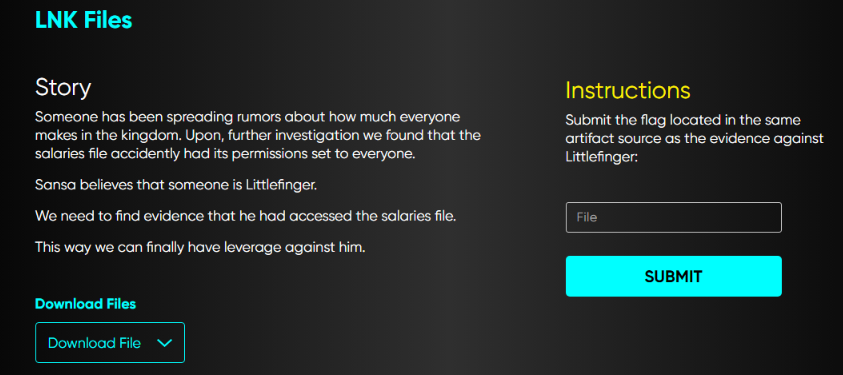 LNK Files
Story
Someone has been spreading rumors about how much everyone
makes in the kingdom. Upon, further investigation we found that the
salaries file accidently had its permissions set to everyone.
Sansa believes that someone is Littlefinger.
We need to find evidence that he had accessed the salaries file.
This way we can finally have leverage against him.
Download Files
Download File
Instructions
Submit the flag located in the same
artifact source as the evidence against
Littlefinger:
File
SUBMIT